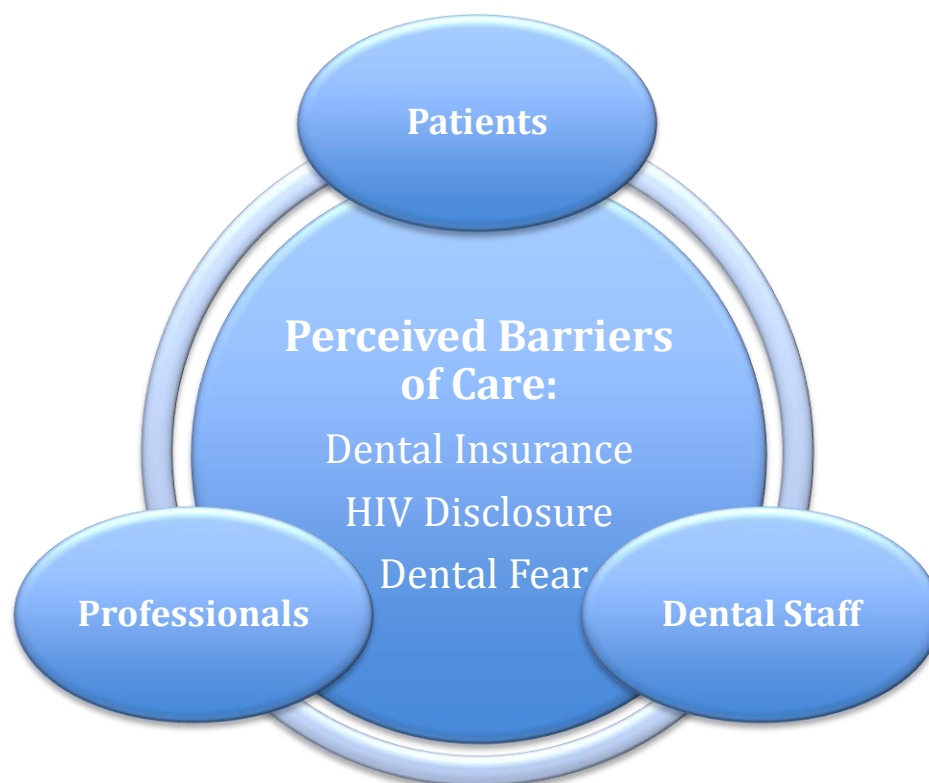 Patients
Perceived Barriers
of Care:
Dental Insurance
HIV Disclosure
Dental Fear
Professionals
Dental Staff